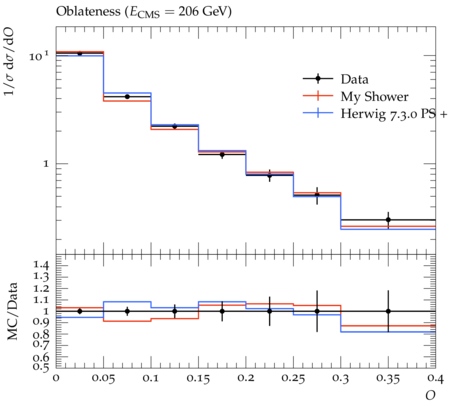 Oblateness (E_CMS = 206 GeV)
1/σ dσ/dO
10^1
1
Data
My Shower
Herwig 7.3.0 PS +
MC/Data
1.4
1.3
1.2
1.1
1
0.9
0.8
0.7
0.6
0.5
0 0.05 0.1 0.15 0.2 0.25 0.3 0.35 0.4
O